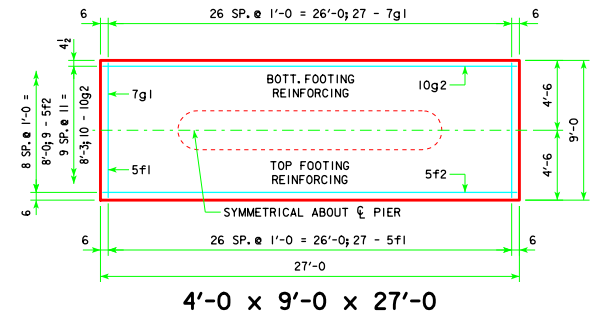 6
26 SP. @ 1'-0 = 26'-0; 27 - 7g1
6
4½
BOTT. FOOTING
REINFORCING
7g1
10g2
8 SP. @ 1'-0 =
8'-0; 9 - 5f2
9 SP. @ 11 =
8'-3; 10 - 10g2
4'-6
9'-0
4'-6
TOP FOOTING
REINFORCING
5f1
5f2
6
SYMMETRICAL ABOUT ℄ PIER
6
26 SP. @ 1'-0 = 26'-0; 27 - 5f1
6
27'-0
4'-0 x 9'-0 x 27'-0